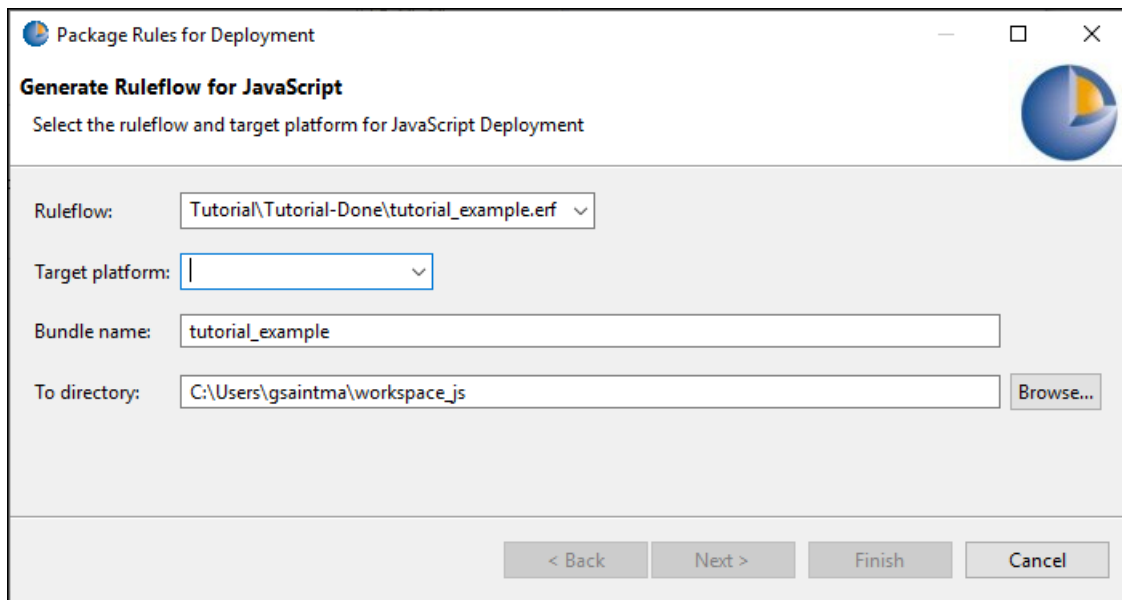 Package Rules for Deployment
Generate Ruleflow for JavaScript
Select the ruleflow and target platform for JavaScript Deployment
Ruleflow: Tutorial\Tutorial-Done\tutorial_example.erf
Target platform:
Bundle name: tutorial_example
To directory: C:\Users\gsaintma\workspace_js Browse...
< Back Next > Finish Cancel